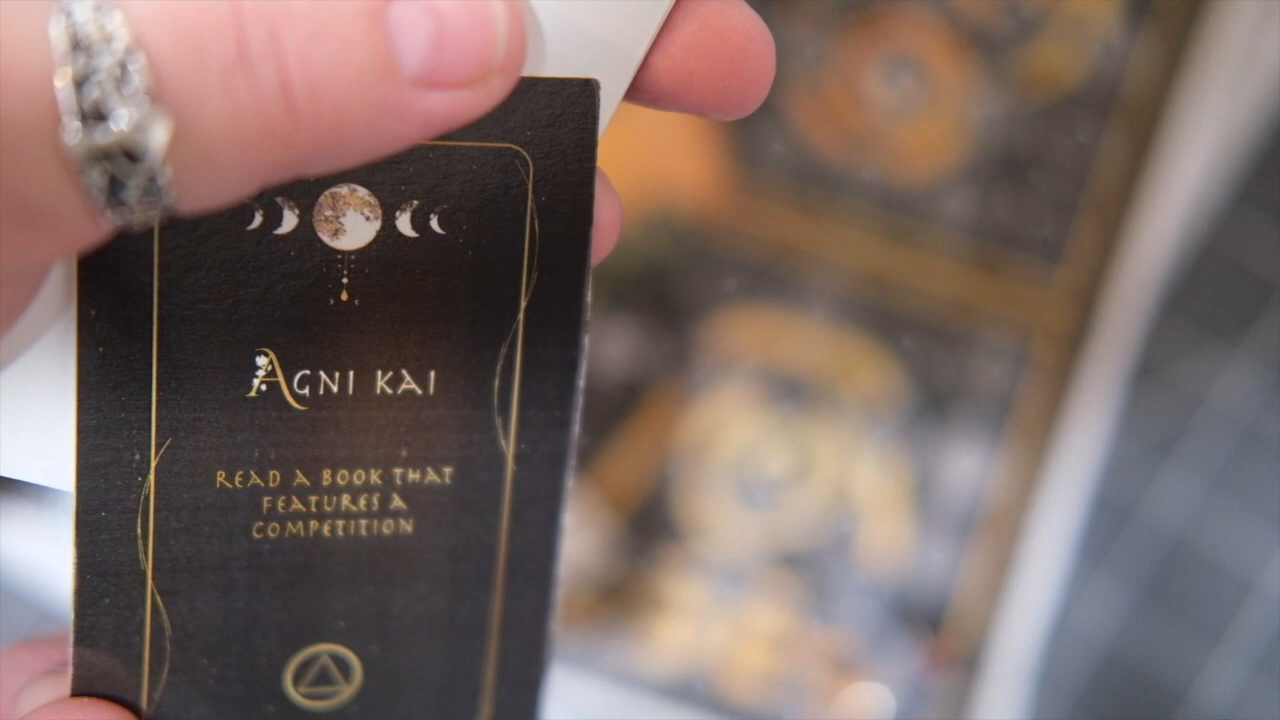 AGNI KAI
READ A BOOK THAT
FEATURES A
COMPETITION